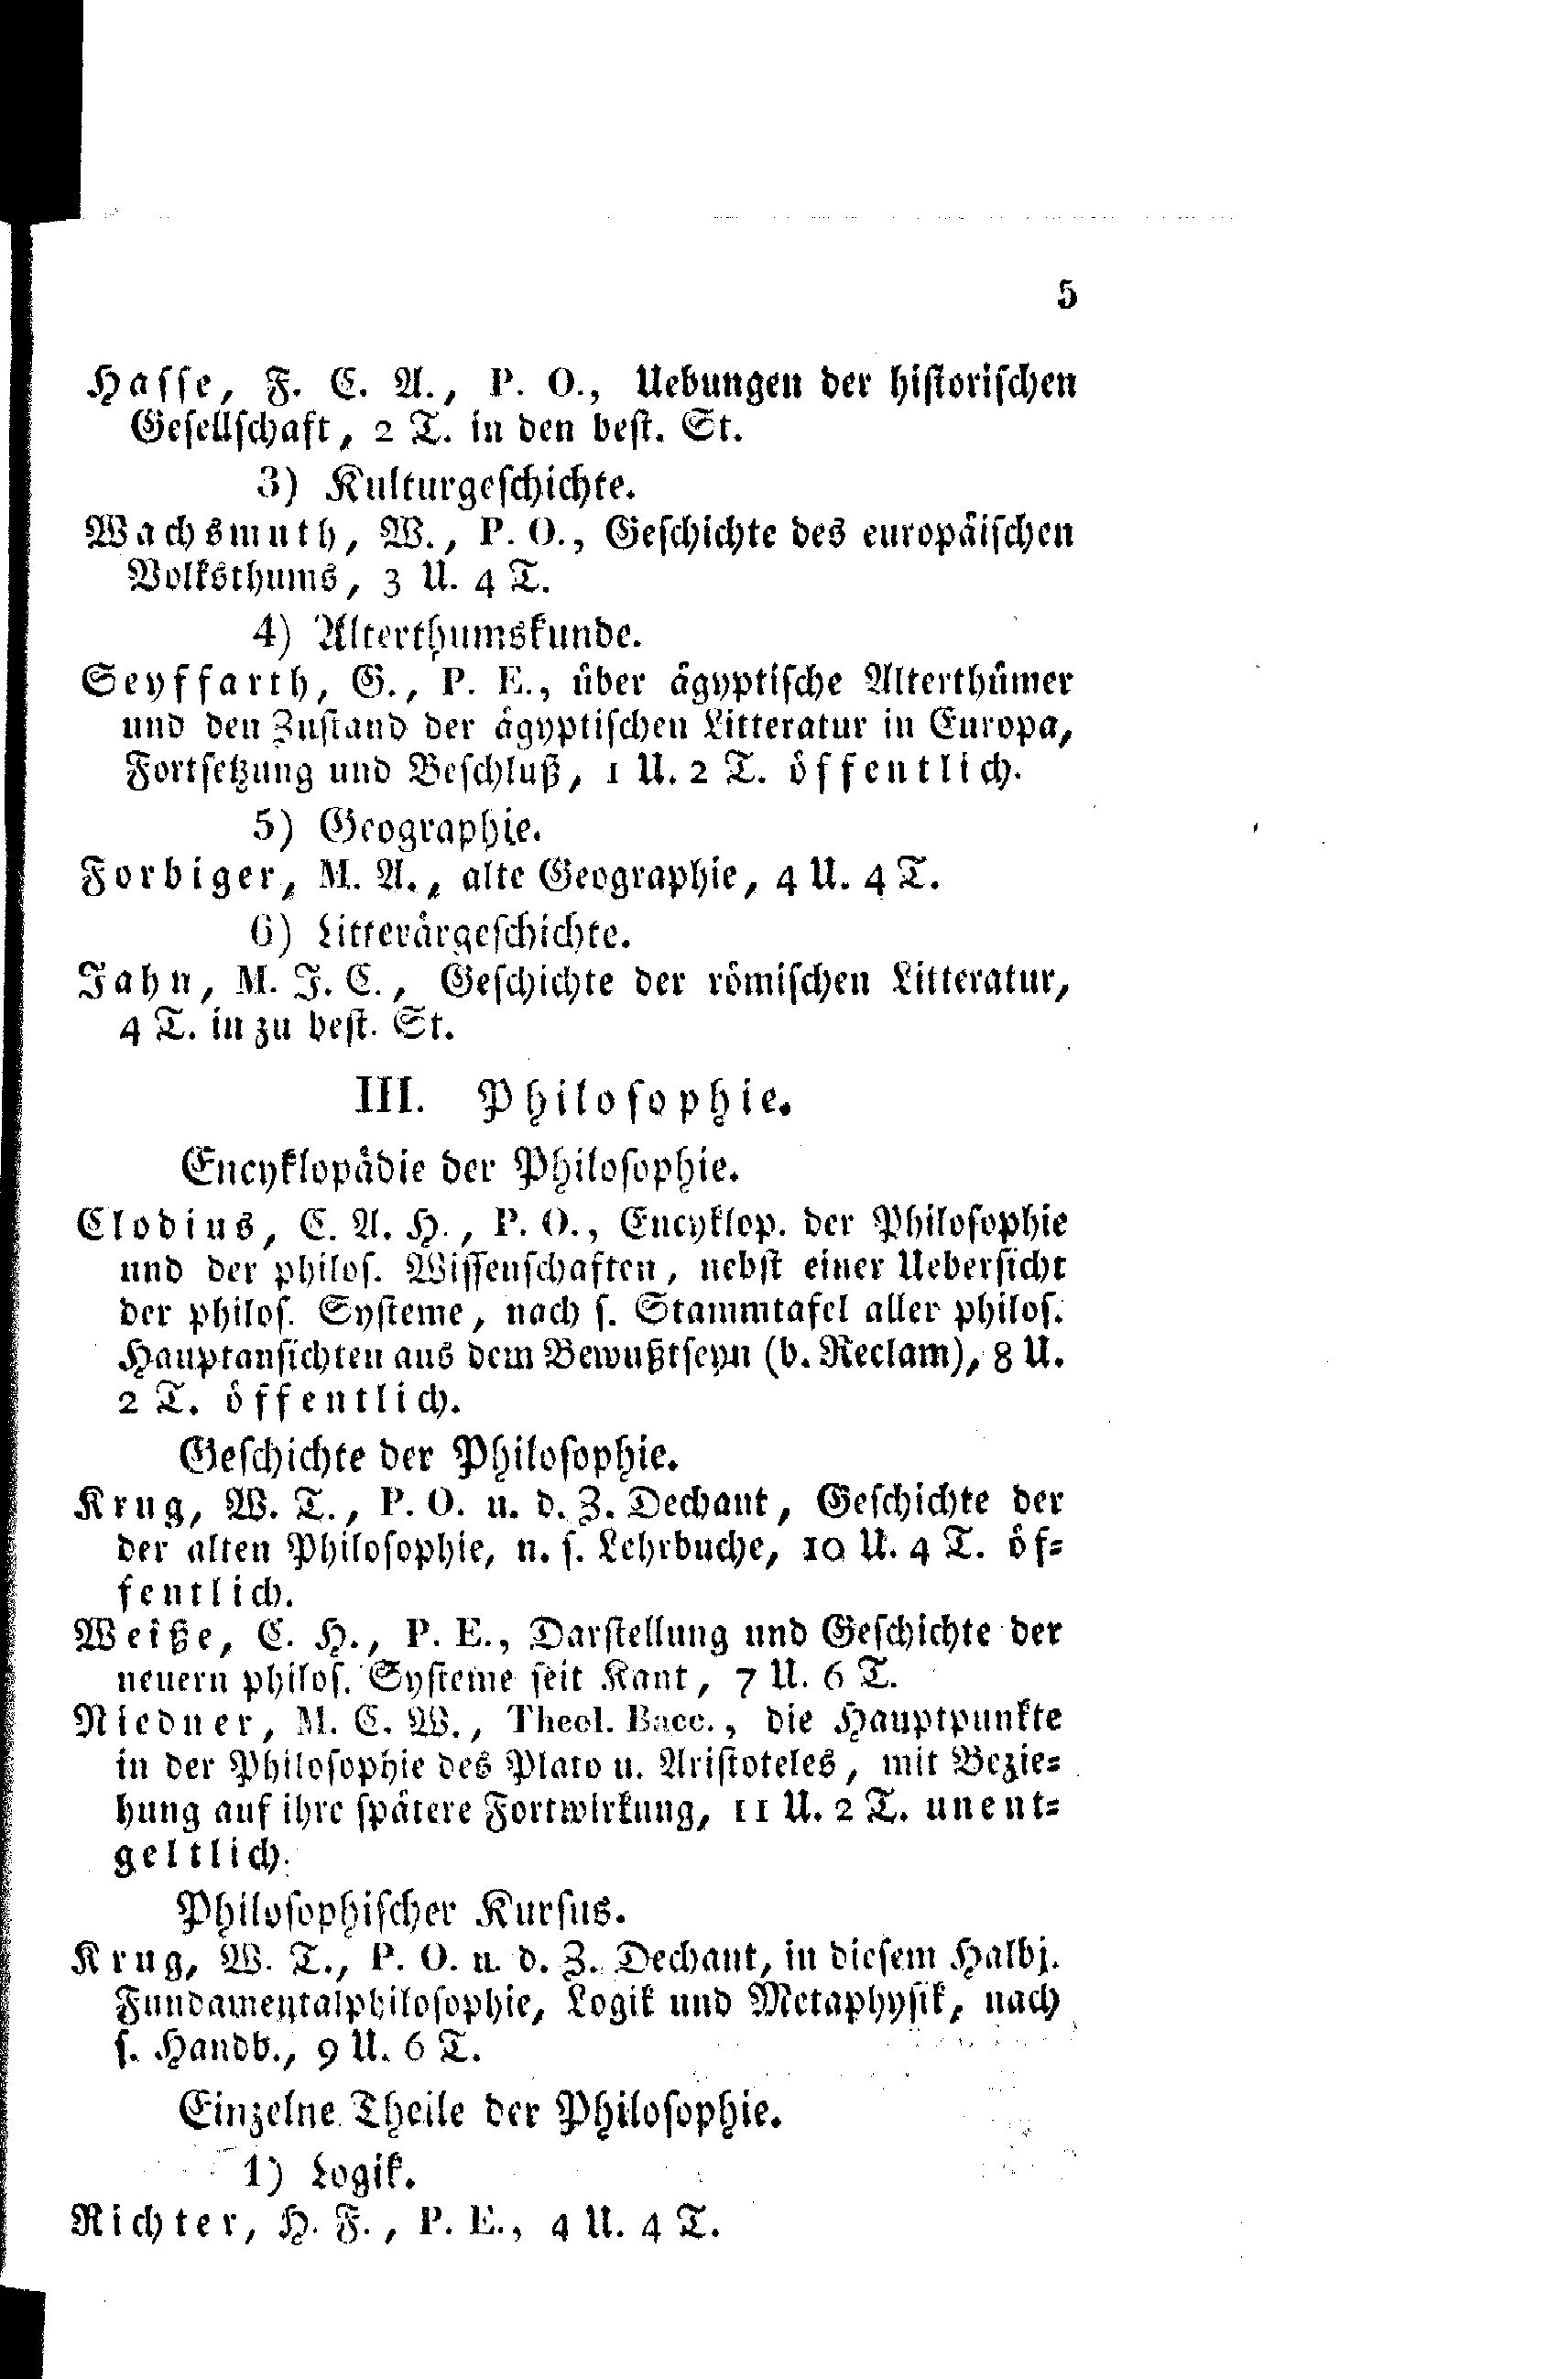 5
Hasse, F. C. A., P. O., Uebungen der historischen
Gesellschaft, 2 T. in den best. St.
3) Kulturgeschichte.
Wachsmuth, W., P. O., Geschichte des europäischen
Volksthums, 3 U. 4 T.
4) Alterthumskunde.
Seyffarth, G., P. E., über ägyptische Alterthümer
und den Zustand der ägyptischen Litteratur in Europa,
Fortsetzung und Beschluß, 1 U. 2 T. öffentlich.
5) Geographie.
Forbiger, M. A., alte Geographie, 4 U. 4 T.
6) Litterärgeschichte.
Jahn, M. J. C., Geschichte der römischen Litteratur,
4 T. in zu best. St.
III. Philosophie.
Encyklopädie der Philosophie.
Clodius, C. A. H., P. O., Encyklop. der Philosophie
und der philos. Wissenschaften, nebst einer Uebersicht
der philos. Systeme, nach s. Stammtafel aller philos.
Hauptansichten aus dem Bewußtseyn (b. Reclam), 8 U.
2 T. öffentlich.
Geschichte der Philosophie.
Krug, W. T., P. O. u. d. Z. Dechant, Geschichte der
der alten Philosophie, n. s. Lehrbuche, 10 U. 4 T. öf-
fentlich.
Weiße, C. H., P. E., Darstellung und Geschichte der
neuern philos. Systeme seit Kant, 7 U. 6 T.
Niedner, M. C. W., Theol. Bacc., die Hauptpunkte
in der Philosophie des Plato u. Aristoteles, mit Bezie-
hung auf ihre spätere Fortwirkung, 11 U. 2 T. unent-
geltlich.
Philosophischer Kursus.
Krug, W. T., P. O. u. d. Z. Dechant, in diesem Halbj.
Fundamentalphilosophie, Logik und Metaphysik, nach
s. Handb., 9 U. 6 T.
Einzelne Theile der Philosophie.
1) Logik.
Richter, H. F., P. E., 4 U. 4 T.